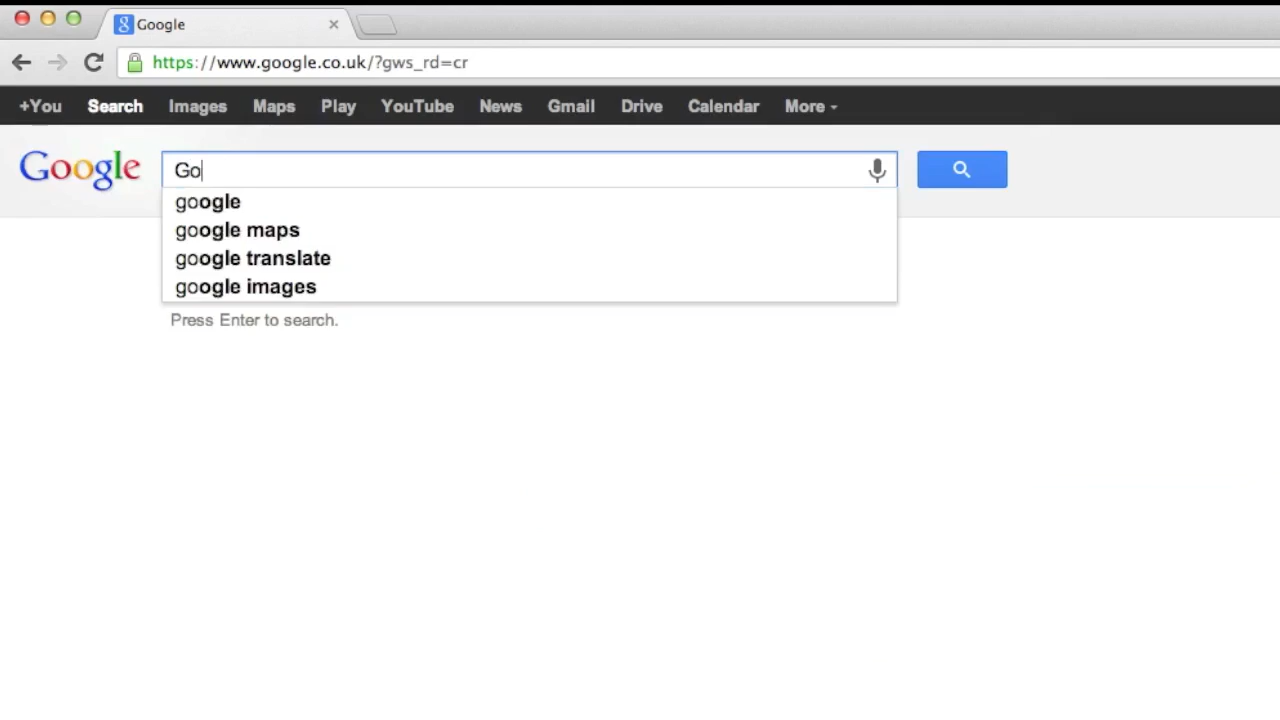 Google
https://www.google.co.uk/?gws_rd=cr
+You Search Images Maps Play YouTube News Gmail Drive Calendar More
Google Go
google
google maps
google translate
google images
Press Enter to search.